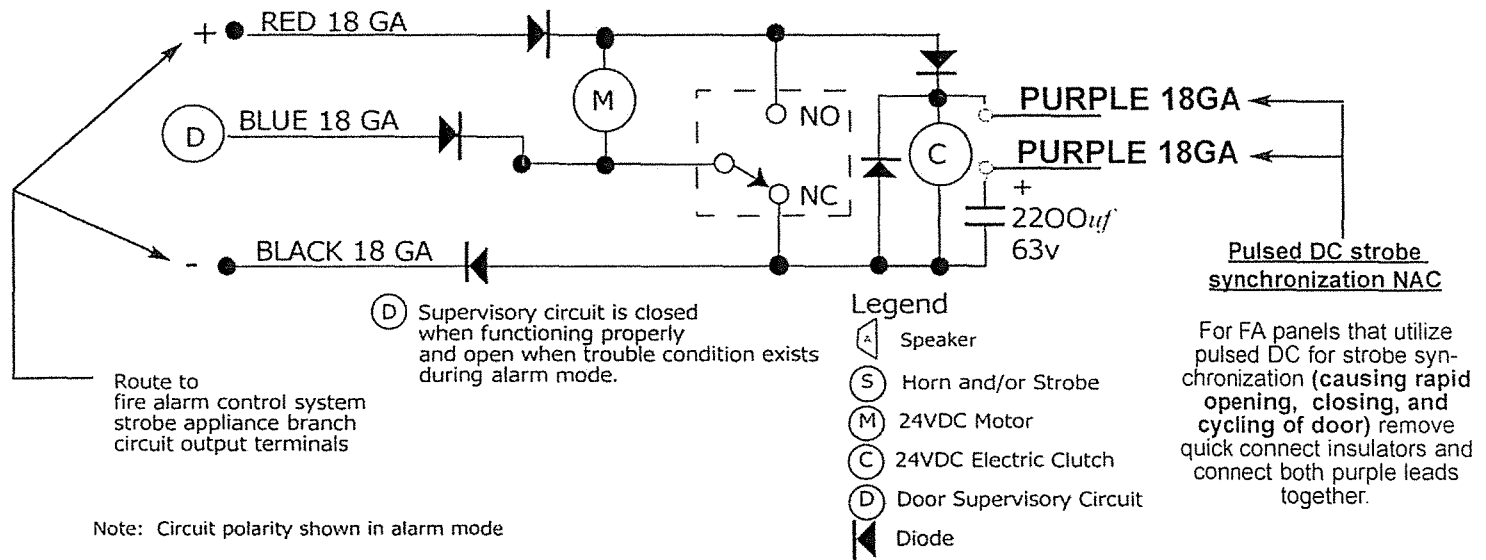 + RED 18 GA
M
NO
PURPLE 18GA
D BLUE 18 GA
C
PURPLE 18GA
NC
+
2200uf
63v
- BLACK 18 GA
Pulsed DC strobe
synchronization NAC
D Supervisory circuit is closed
when functioning properly
and open when trouble condition exists
during alarm mode.
Route to
fire alarm control system
strobe appliance branch
circuit output terminals
Legend
A Speaker
S Horn and/or Strobe
M 24VDC Motor
C 24VDC Electric Clutch
D Door Supervisory Circuit
Diode
For FA panels that utilize
pulsed DC for strobe syn-
chronization (causing rapid
opening, closing, and
cycling of door) remove
quick connect insulators and
connect both purple leads
together.
Note: Circuit polarity shown in alarm mode